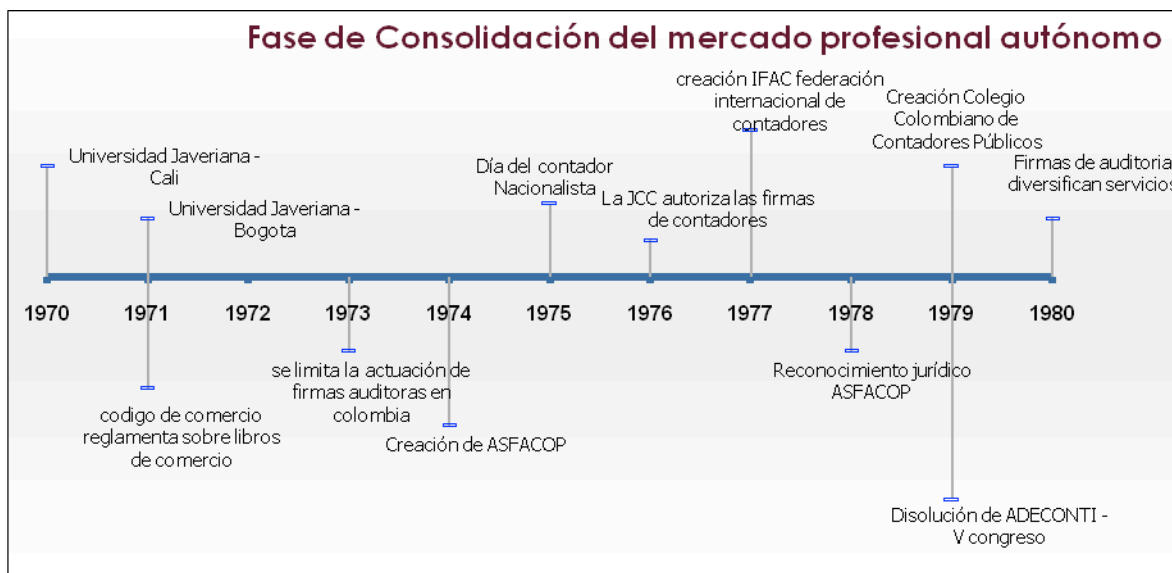 Fase de Consolidación del mercado profesional autónomo
creación IFAC federación
internacional de
contadores
Creación Colegio
Colombiano de
Contadores Públicos
Universidad Javeriana -
Cali
Día del contador
Nacionalista
Firmas de auditoria
diversifican servicios
Universidad Javeriana -
Bogota
La JCC autoriza las firmas
de contadores
1970 1971 1972 1973 1974 1975 1976 1977 1978 1979 1980
se limita la actuación de
firmas auditoras en
colombia
Reconocimiento jurídico
ASFACOP
codigo de comercio
reglamenta sobre libros
de comercio
Creación de ASFACOP
Disolución de ADECONTI -
V congreso